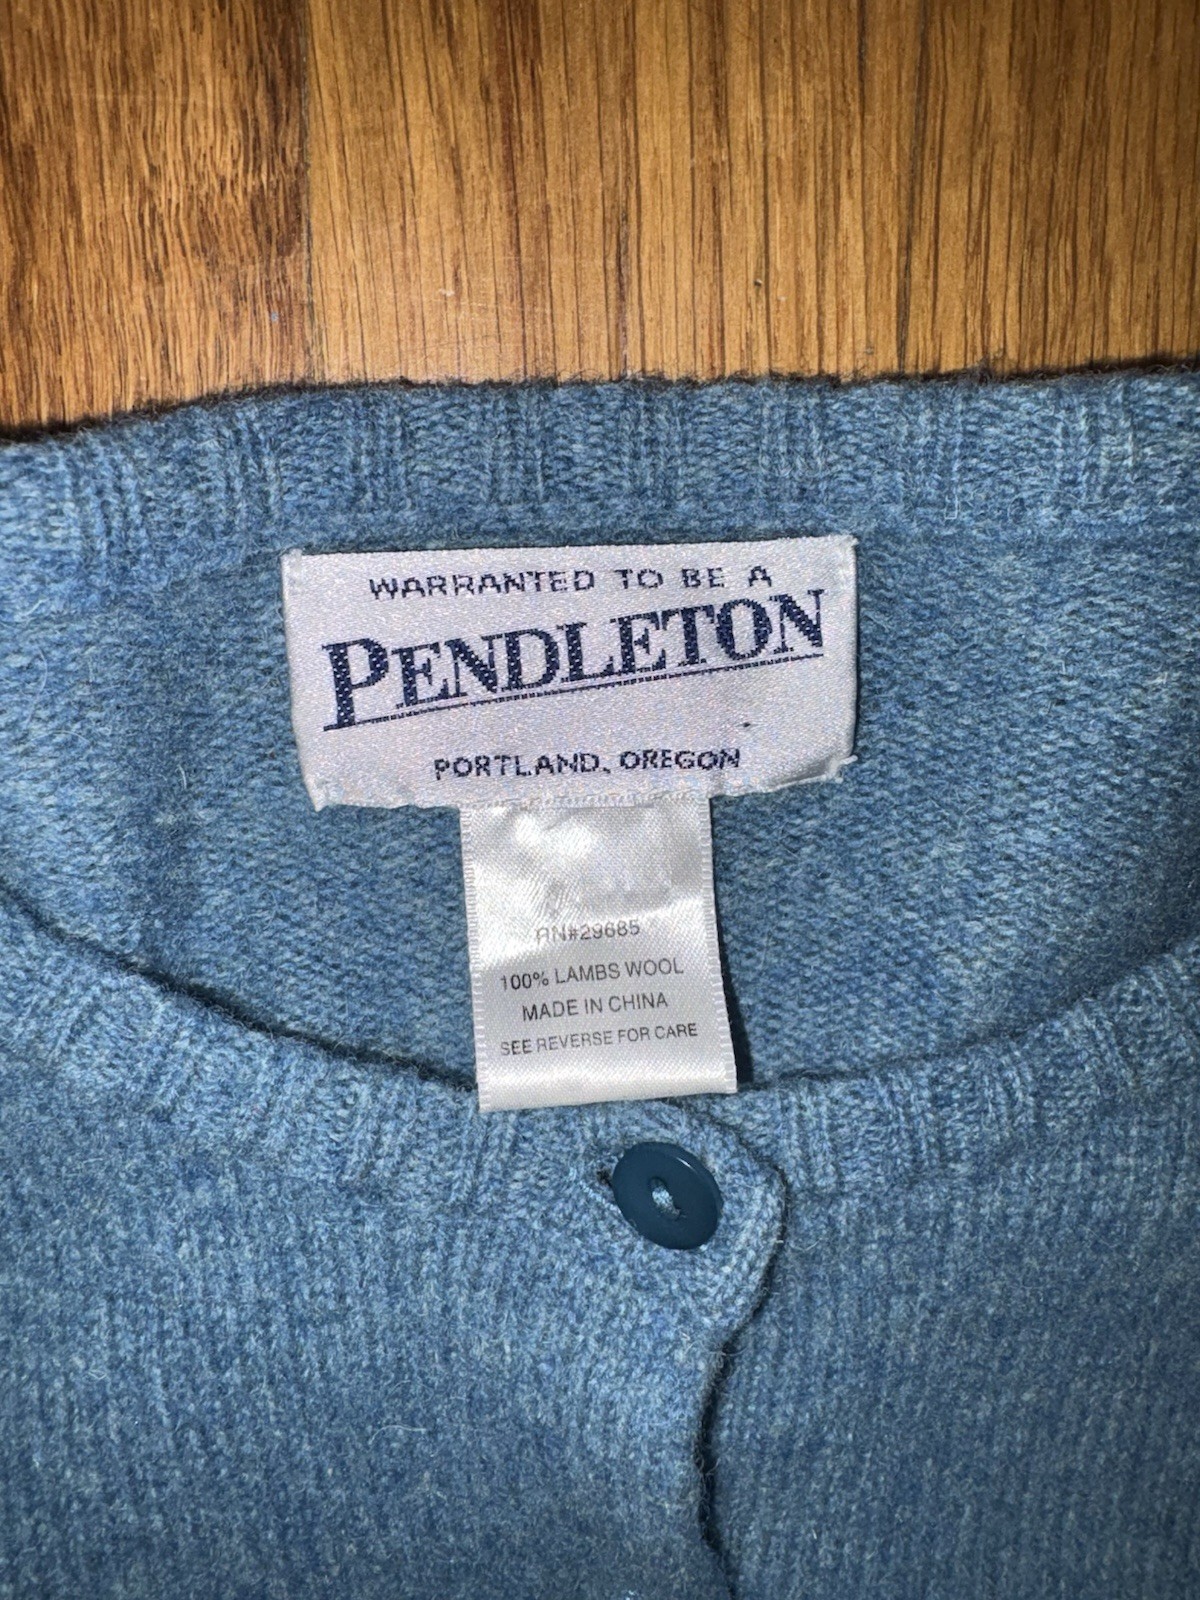 WARRANTED TO BE A
PENDLETON
PORTLAND, OREGON
RN#29685
100% LAMBS WOOL
MADE IN CHINA
SEE REVERSE FOR CARE